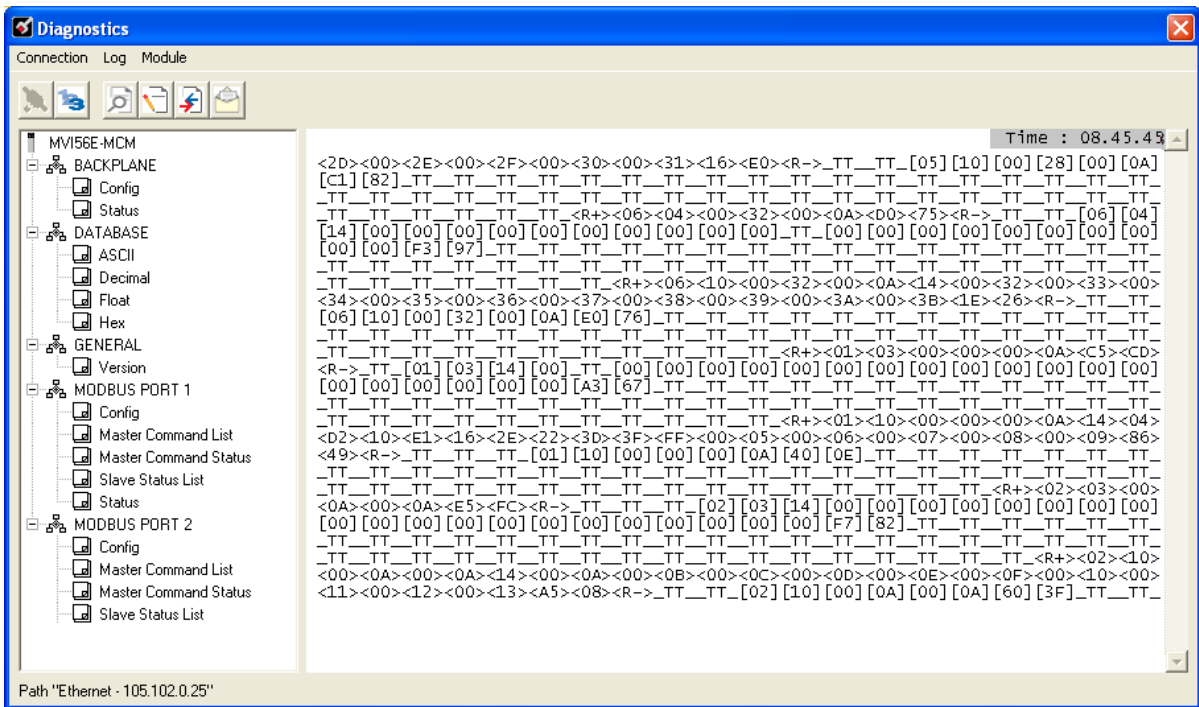 Diagnostics
Connection Log Module
MVI56E-MCM
BACKPLANE
Config
Status
DATABASE
ASCII
Decimal
Float
Hex
GENERAL
Version
MODBUS PORT 1
Config
Master Command List
Master Command Status
Slave Status List
Status
MODBUS PORT 2
Config
Master Command List
Master Command Status
Slave Status List
Time : 08.45.45
<2D><00><2E><00><2F><00><30><00><31><16><E0><R->_TT__TT_[05][10][00][28][00][0A]
[C1][82]_TT__TT__TT__TT__TT__TT__TT__TT__TT__TT__TT__TT__TT__TT__TT__TT__TT__TT_
_TT__TT__TT__TT__TT__TT__TT__TT__TT__TT__TT__TT__TT__TT__TT__TT__TT__TT__TT__TT_
_TT__TT__TT__TT__TT__TT_<R+><06><04><00><32><00><0A><D0><75><R->_TT__TT_[06][04]
[14][00][00][00][00][00][00][00][00][00][00]_TT_[00][00][00][00][00][00][00][00]
[00][00][F3][97]_TT__TT__TT__TT__TT__TT__TT__TT__TT__TT__TT__TT__TT__TT__TT__TT_
_TT__TT__TT__TT__TT__TT__TT__TT__TT__TT__TT__TT__TT__TT__TT__TT__TT__TT__TT__TT_
_TT__TT__TT__TT__TT__TT__TT_<R+><06><10><00><32><00><0A><14><00><32><00><33><00>
<34><00><35><00><36><00><37><00><38><00><39><00><3A><00><3B><1E><26><R->_TT__TT_
[06][10][00][32][00][0A][E0][76]_TT__TT__TT__TT__TT__TT__TT__TT__TT__TT__TT__TT_
_TT__TT__TT__TT__TT__TT__TT__TT__TT__TT__TT__TT__TT__TT__TT__TT__TT__TT__TT__TT_
_TT__TT__TT__TT__TT__TT__TT__TT__TT__TT__TT_<R+><01><03><00><00><00><0A><C5><CD>
<R->_TT_[01][03][14][00]_TT_[00][00][00][00][00][00][00][00][00][00][00][00][00]
[00][00][00][00][00][00][A3][67]_TT__TT__TT__TT__TT__TT__TT__TT__TT__TT__TT__TT_
_TT__TT__TT__TT__TT__TT__TT__TT__TT__TT__TT__TT__TT__TT__TT__TT__TT__TT__TT__TT_
_TT__TT__TT__TT__TT__TT__TT__TT__TT__TT__TT_<R+><01><10><00><00><00><0A><14><04>
<D2><10><E1><16><2E><22><3D><3F><FF><00><05><00><06><00><07><00><08><00><09><86>
<49><R->_TT__TT__TT_[01][10][00][00][00][0A][40][0E]_TT__TT__TT__TT__TT__TT__TT_
_TT__TT__TT__TT__TT__TT__TT__TT__TT__TT__TT__TT__TT__TT__TT__TT__TT__TT__TT__TT_
_TT__TT__TT__TT__TT__TT__TT__TT__TT__TT__TT__TT__TT__TT__TT__TT_<R+><02><03><00>
<0A><00><0A><E5><FC><R->_TT__TT__TT_[02][03][14][00][00][00][00][00][00][00][00]
[00][00][00][00][00][00][00][00][00][00][00][00][F7][82]_TT__TT__TT__TT__TT__TT_
_TT__TT__TT__TT__TT__TT__TT__TT__TT__TT__TT__TT__TT__TT__TT__TT__TT__TT__TT__TT_
_TT__TT__TT__TT__TT__TT__TT__TT__TT__TT__TT__TT__TT__TT__TT__TT__TT_<R+><02><10>
<00><0A><00><0A><14><00><0A><00><0B><00><0C><00><0D><00><0E><00><0F><00><10><00>
<11><00><12><00><13><A5><08><R->_TT__TT_[02][10][00][0A][00][0A][60][3F]_TT__TT_
Path "Ethernet - 105.102.0.25"